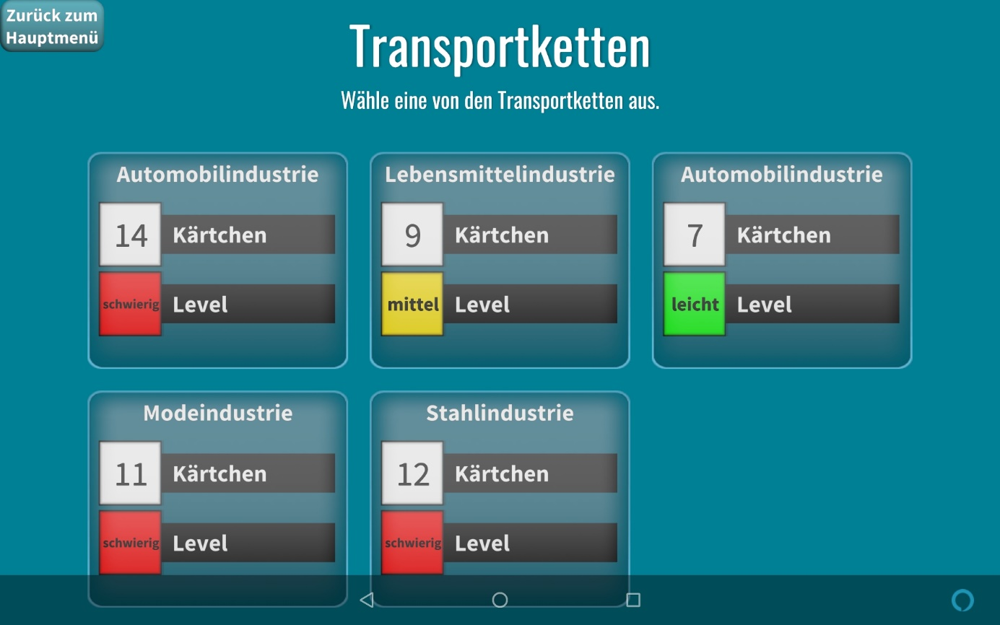 Zurück zum
Hauptmenü
Transportketten
Wähle eine von den Transportketten aus.
Automobilindustrie
14 Kärtchen
schwierig Level
Lebensmittelindustrie
9 Kärtchen
mittel Level
Automobilindustrie
7 Kärtchen
leicht Level
Modeindustrie
11 Kärtchen
schwierig Level
Stahlindustrie
12 Kärtchen
schwierig Level